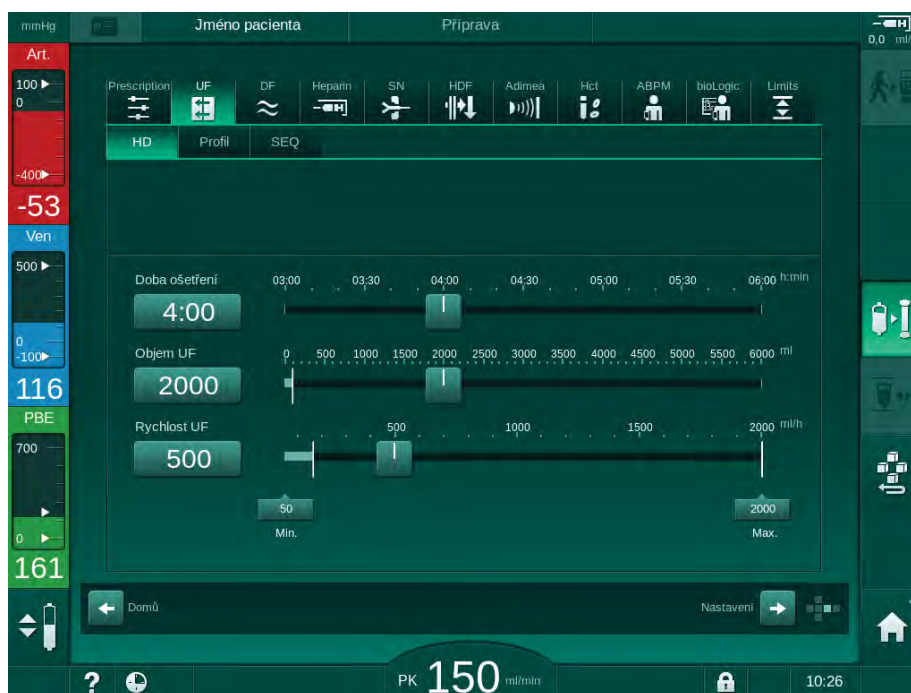 mmHg Jméno pacienta Příprava
0,0 ml/
Art.
100
0
-400
-53
Ven
500
0
-100
116
PBE
700
0
161
Prescription UF DF Heparin SN HDF Adimea Hct ABPM bioLogic Limits
HD Profil SEQ
Doba ošetření 03:00 03:30 04:00 04:30 05:00 05:30 06:00 h:min
4:00
Objem UF 0 500 1000 1500 2000 2500 3000 3500 4000 4500 5000 5500 6000 ml
2000
Rychlost UF 500 1000 1500 2000 ml/h
500
50 2000
Min. Max.
Domů Nastavení
? PK 150 ml/min 10:26